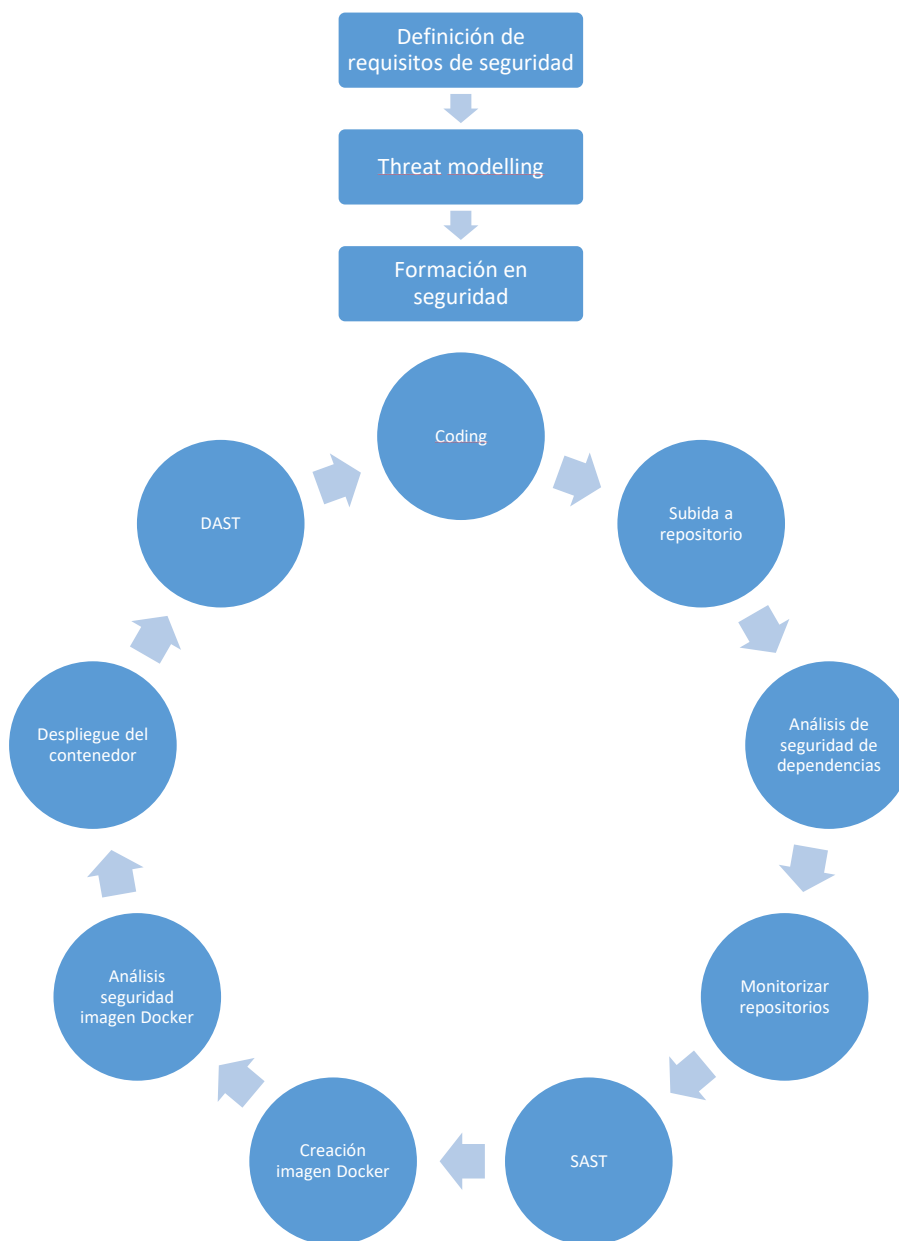 Definición de
requisitos de seguridad
Threat modelling
Formación en
seguridad
Coding
Subida a
repositorio
Análisis de
seguridad de
dependencias
Monitorizar
repositorios
SAST
Creación
imagen Docker
Análisis
seguridad
imagen Docker
Despliegue del
contenedor
DAST